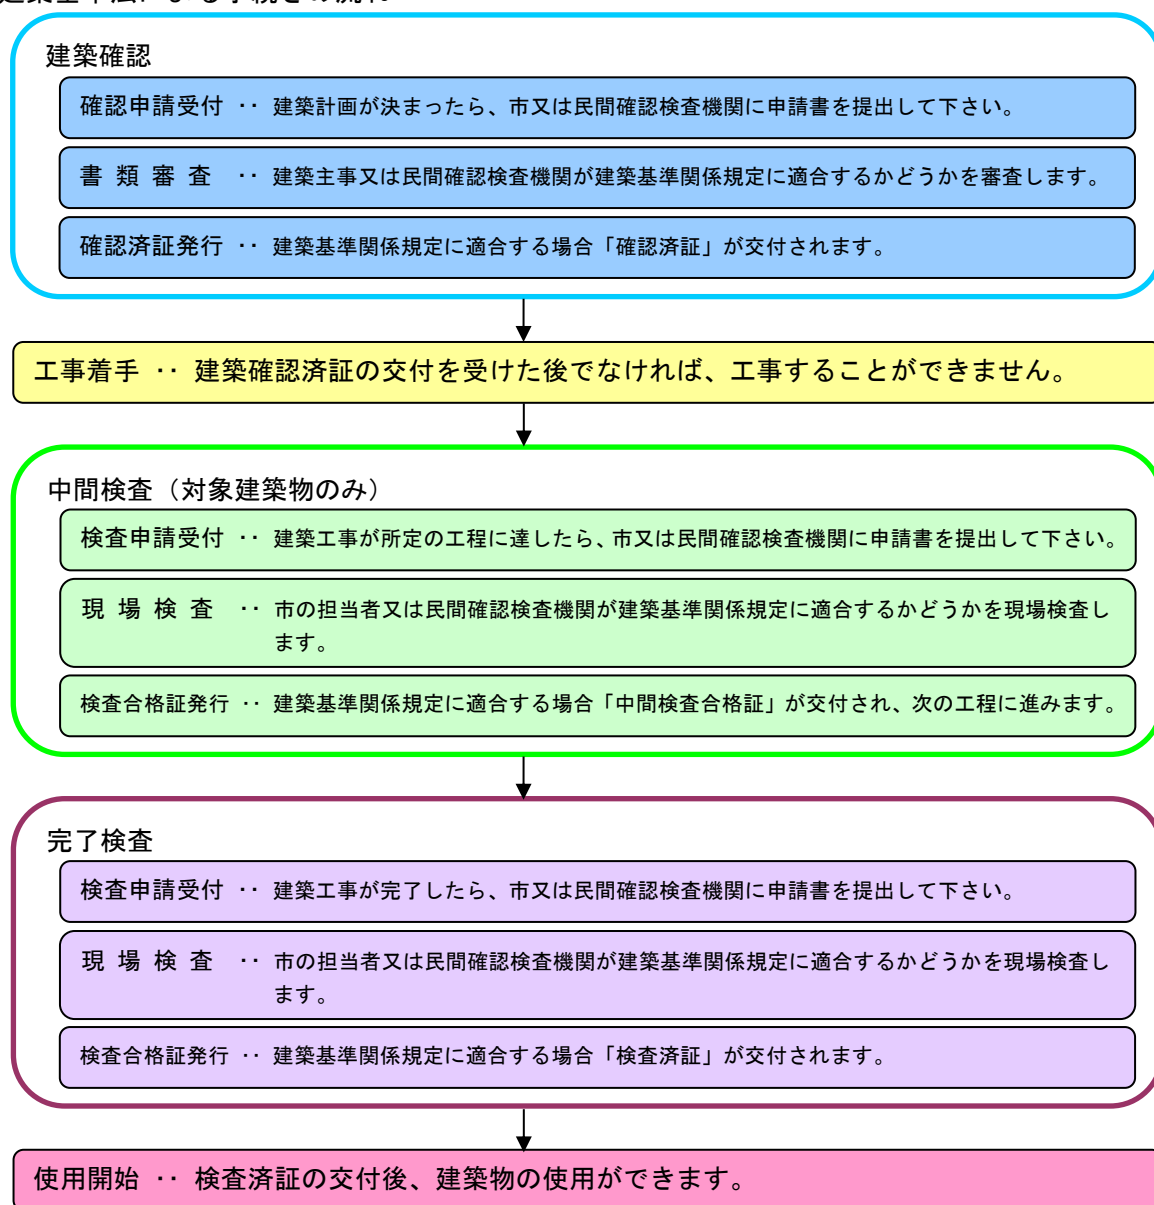 建築確認
確認申請受付 ‥ 建築計画が決まったら、市又は民間確認検査機関に申請書を提出して下さい。
書 類 審 査 ‥ 建築主事又は民間確認検査機関が建築基準関係規定に適合するかどうかを審査します。
確認済証発行 ‥ 建築基準関係規定に適合する場合「確認済証」が交付されます。
工事着手 ‥ 建築確認済証の交付を受けた後でなければ、工事することができません。
中間検査（対象建築物のみ）
検査申請受付 ‥ 建築工事が所定の工程に達したら、市又は民間確認検査機関に申請書を提出して下さい。
現 場 検 査 ‥ 市の担当者又は民間確認検査機関が建築基準関係規定に適合するかどうかを現場検査し
ます。
検査合格証発行 ‥ 建築基準関係規定に適合する場合「中間検査合格証」が交付され、次の工程に進みます。
完了検査
検査申請受付 ‥ 建築工事が完了したら、市又は民間確認検査機関に申請書を提出して下さい。
現 場 検 査 ‥ 市の担当者又は民間確認検査機関が建築基準関係規定に適合するかどうかを現場検査し
ます。
検査合格証発行 ‥ 建築基準関係規定に適合する場合「検査済証」が交付されます。
使用開始 ‥ 検査済証の交付後、建築物の使用ができます。